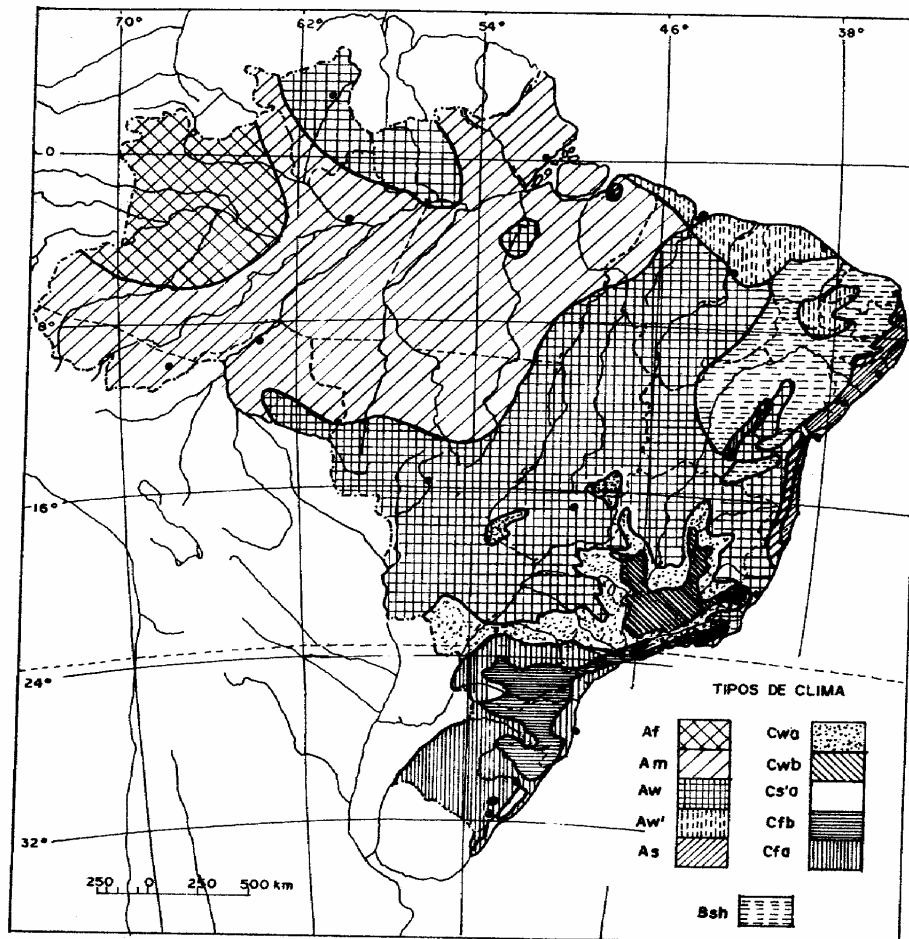 70° 62° 54° 46° 38°
0
8°
16°
24°
32°
TIPOS DE CLIMA
Af Cwa
Am Cwb
Aw Cs'a
Aw' Cfb
As Cfa
Bsh
250 0 250 500 km